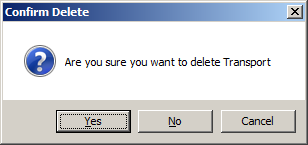 Confirm Delete
Are you sure you want to delete Transport
Yes No Cancel